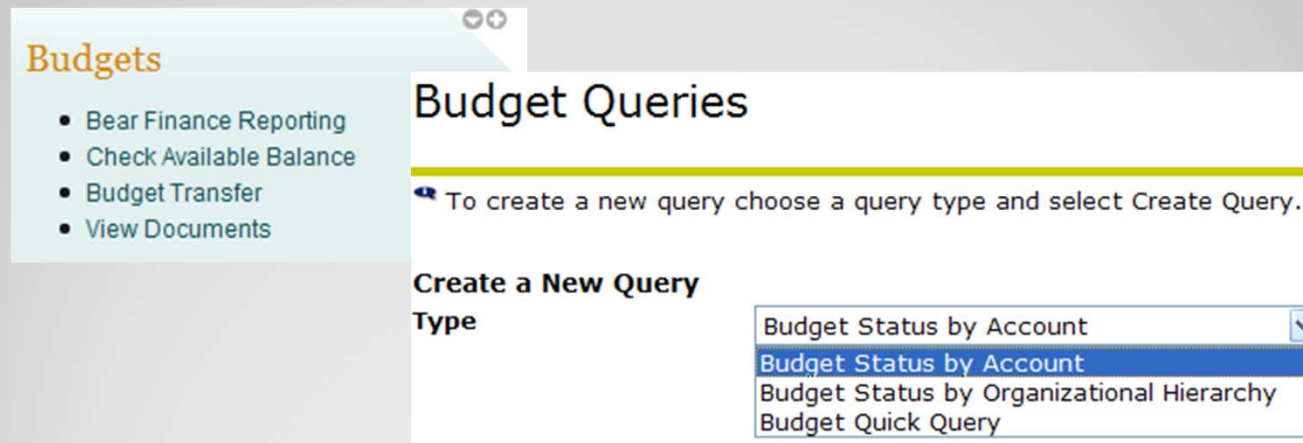 Budgets
• Bear Finance Reporting
• Check Available Balance
• Budget Transfer
• View Documents
Budget Queries
To create a new query choose a query type and select Create Query.
Create a New Query
Type
Budget Status by Account
Budget Status by Account
Budget Status by Organizational Hierarchy
Budget Quick Query